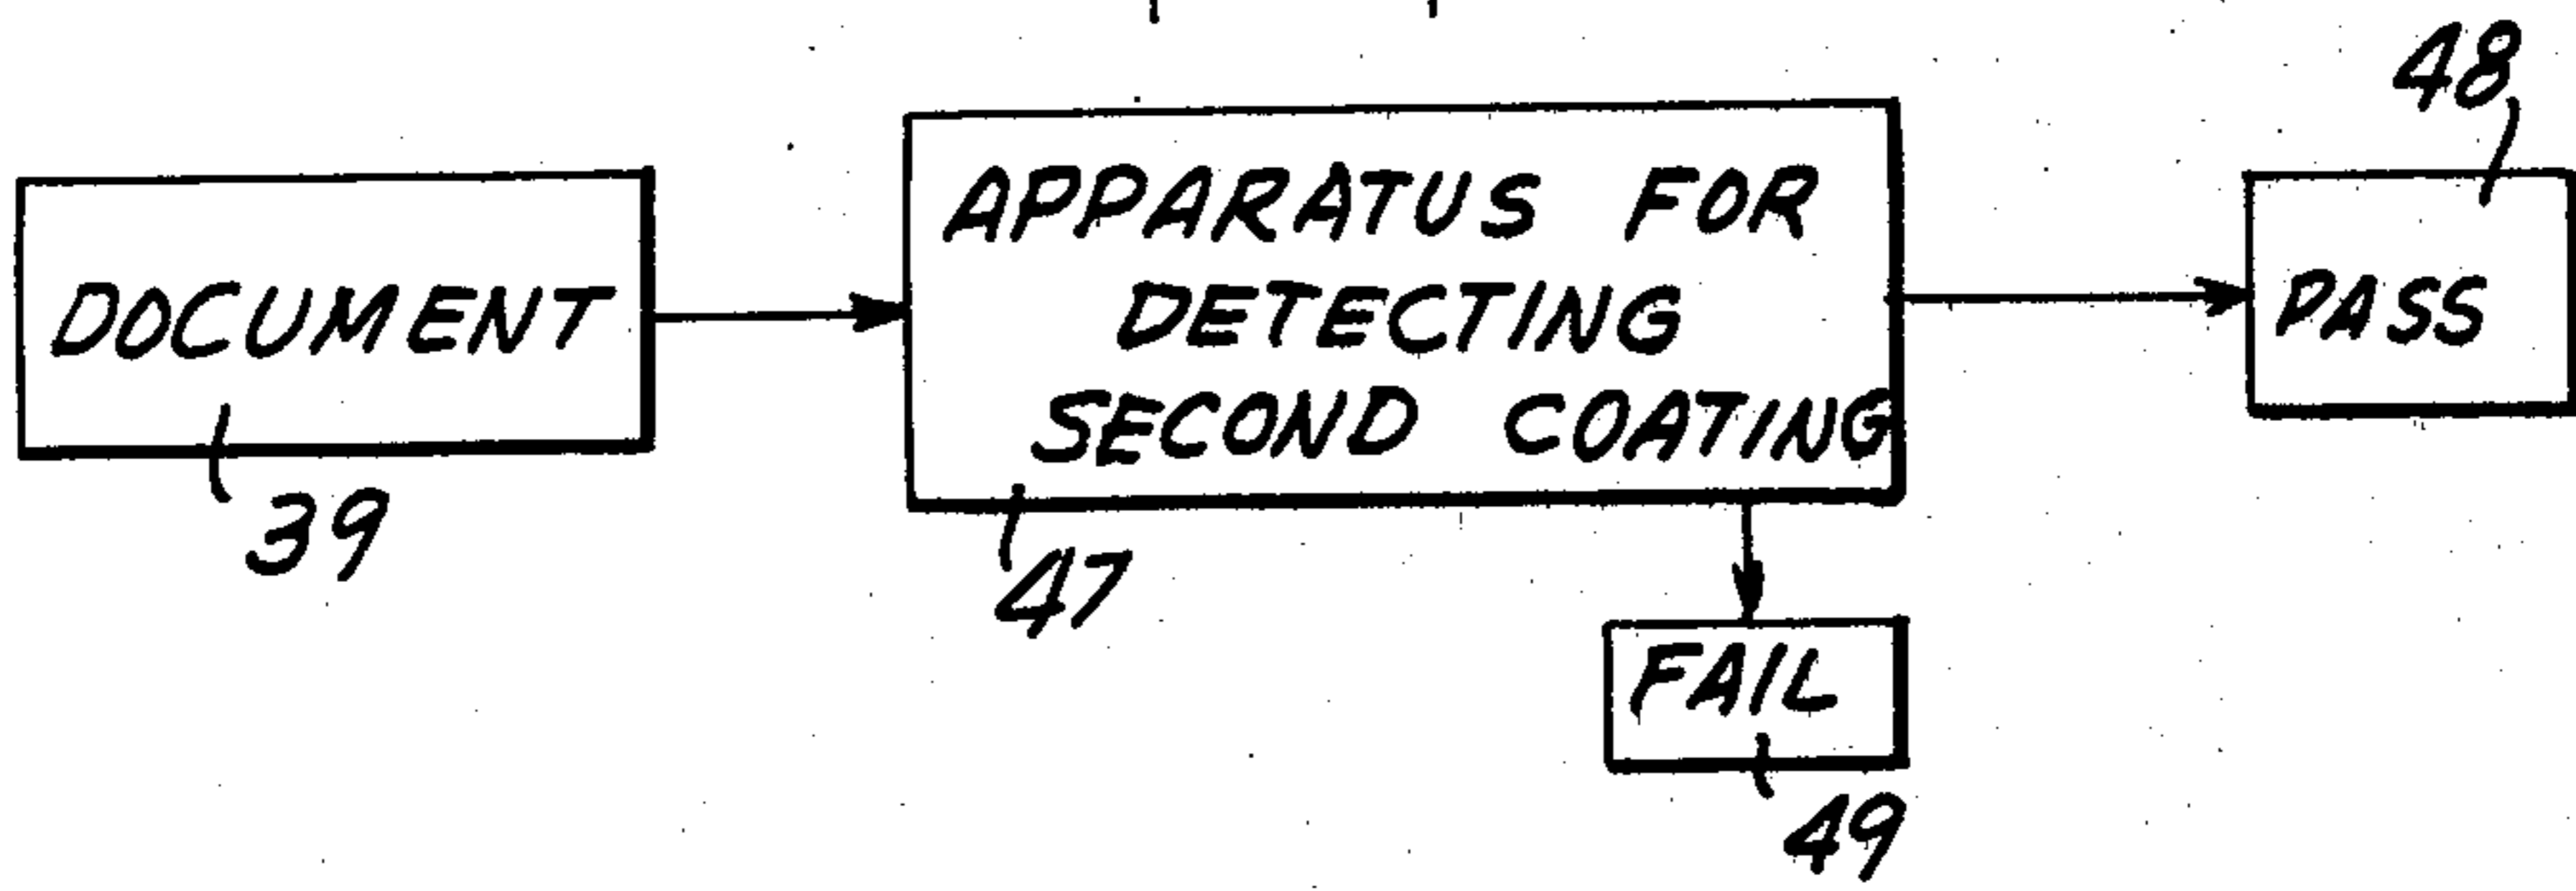 48
DOCUMENT
39
APPARATUS FOR
DETECTING
SECOND COATING
47
PASS
FAIL
49